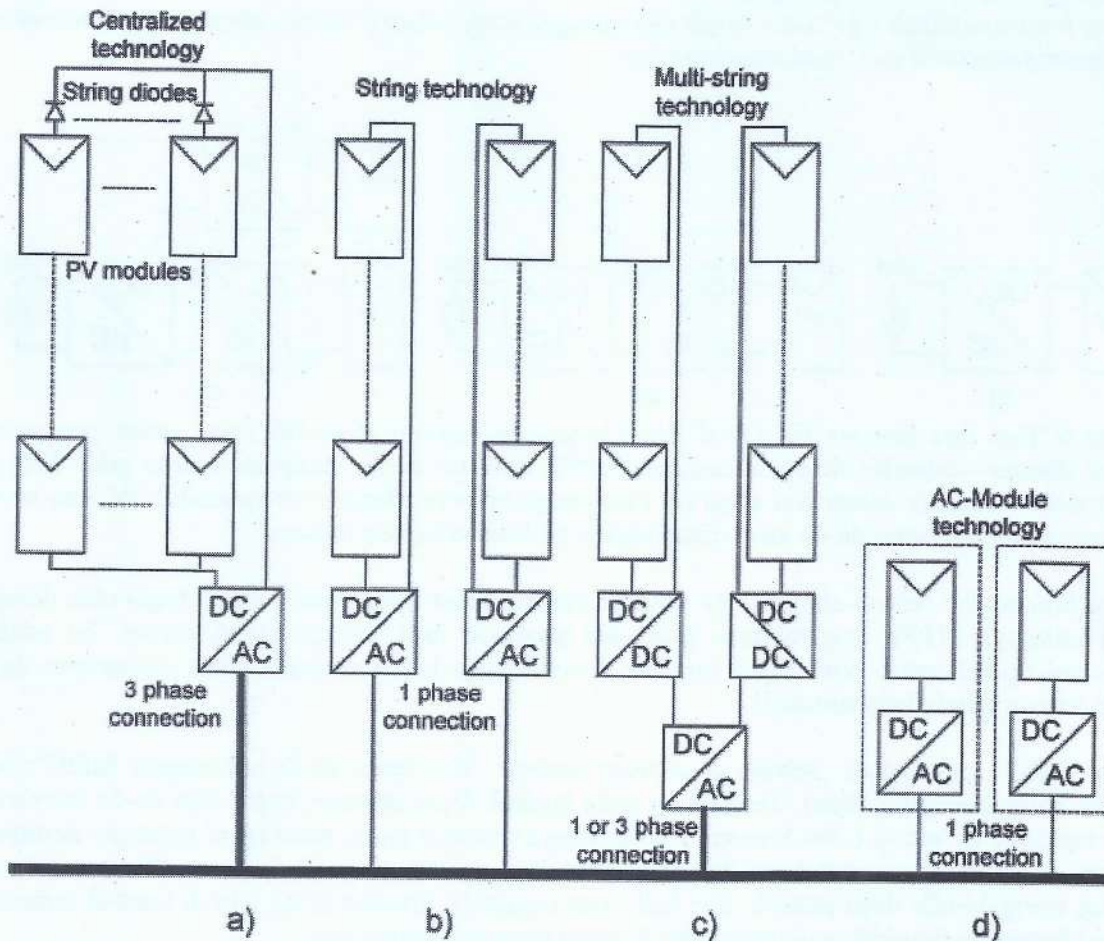 Centralized
technology
String diodes
PV modules
DC
AC
3 phase
connection
a)
String technology
DC
AC
DC
AC
1 phase
connection
b)
Multi-string
technology
DC
DC
DC
DC
DC
AC
1 or 3 phase
connection
c)
AC-Module
technology
DC
AC
DC
AC
1 phase
connection
d)